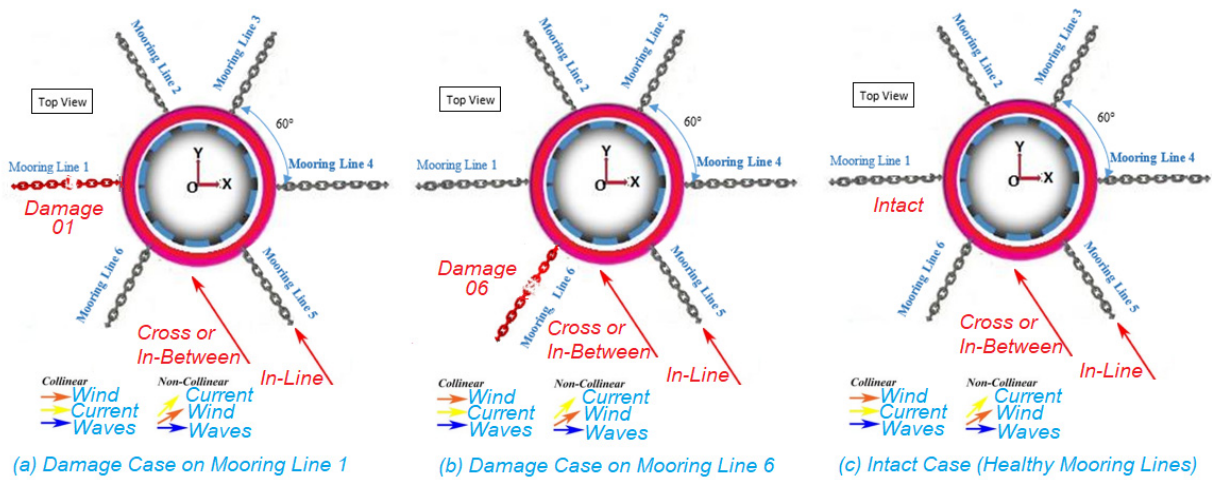 Mooring Line 2
Mooring Line 3
Top View
60°
Mooring Line 1
Y
O
X
Mooring Line 4
Damage
01
Mooring Line 6
Mooring Line 5
Cross or
In-Between
In-Line
Collinear
Wind
Current
Waves
Non-Collinear
Current
Wind
Waves
(a) Damage Case on Mooring Line 1
Mooring Line 2
Mooring Line 3
Top View
60°
Mooring Line 1
Y
O
X
Mooring Line 4
Damage
06
Mooring Line 6
Mooring Line 5
Cross or
In-Between
In-Line
Collinear
Wind
Current
Waves
Non-Collinear
Current
Wind
Waves
(b) Damage Case on Mooring Line 6
Mooring Line 2
Mooring Line 3
Top View
60°
Mooring Line 1
Y
O
X
Mooring Line 4
Intact
Mooring Line 6
Mooring Line 5
Cross or
In-Between
In-Line
Collinear
Wind
Current
Waves
Non-Collinear
Current
Wind
Waves
(c) Intact Case (Healthy Mooring Lines)